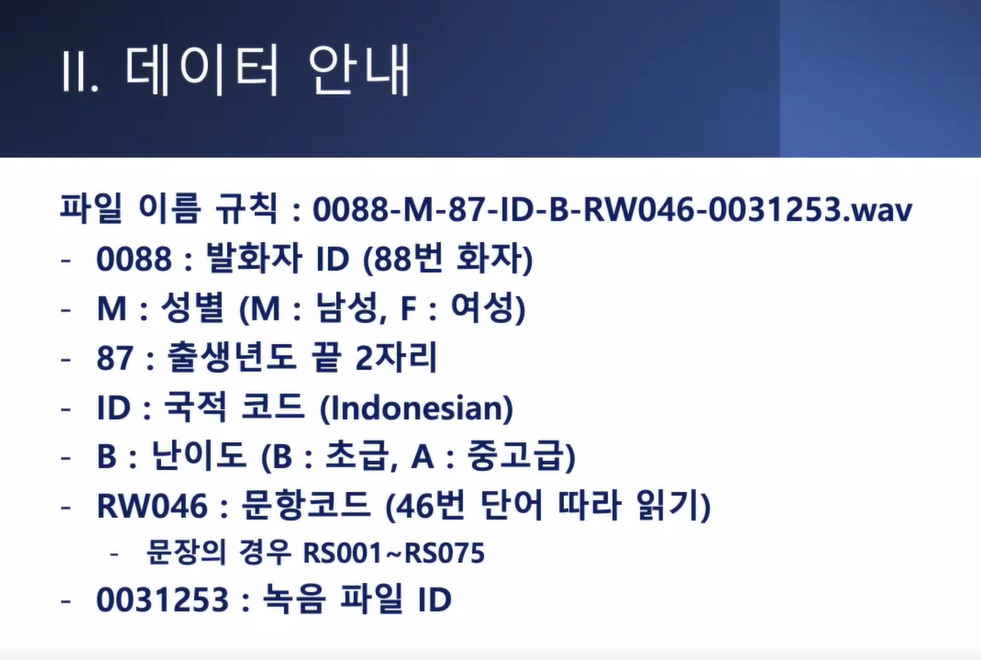 II. 데이터 안내
파일 이름 규칙 : 0088-M-87-ID-B-RW046-0031253.wav
- 0088 : 발화자 ID (88번 화자)
- M : 성별 (M : 남성, F : 여성)
- 87 : 출생년도 끝 2자리
- ID : 국적 코드 (Indonesian)
- B : 난이도 (B : 초급, A : 중고급)
- RW046 : 문항코드 (46번 단어 따라 읽기)
- 문장의 경우 RS001~RS075
- 0031253 : 녹음 파일 ID